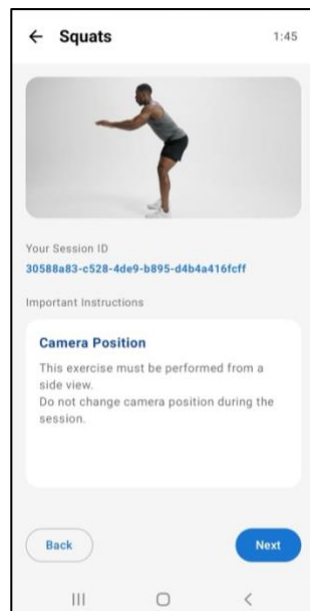 Squats 1:45
Your Session ID
30588a83-c528-4de9-b895-d4b4a416fcff
Important Instructions
Camera Position
This exercise must be performed from a
side view.
Do not change camera position during the
session.
Back Next